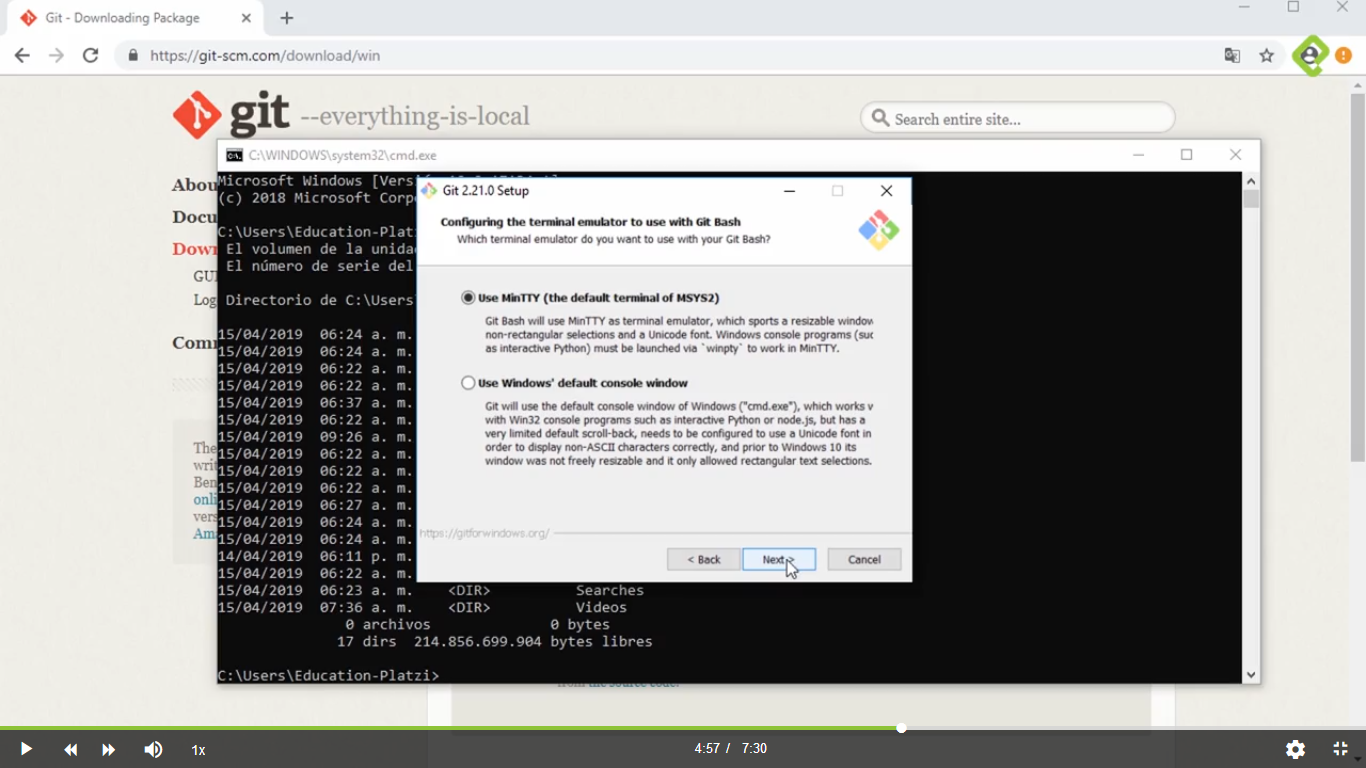 Git - Downloading Package
https://git-scm.com/download/win
git --everything-is-local
Search entire site...
C:\WINDOWS\system32\cmd.exe
Microsoft Windows
(c) 2018 Microsoft
C:\Users\Education-Platzi
El volumen de la
El número de serie del
Directorio de C:\Users
15/04/2019 06:24 a. m.
15/04/2019 06:24 a. m.
15/04/2019 06:22 a. m.
15/04/2019 06:22 a. m.
15/04/2019 06:37 a. m.
15/04/2019 06:22 a. m.
15/04/2019 09:26 a. m.
15/04/2019 06:22 a. m.
15/04/2019 06:22 a. m.
15/04/2019 06:22 a. m.
15/04/2019 06:27 a. m.
15/04/2019 06:24 a. m.
15/04/2019 06:24 a. m.
14/04/2019 06:11 p. m.
15/04/2019 06:22 a. m.
15/04/2019 06:23 a. m. <DIR> Searches
15/04/2019 07:36 a. m. <DIR> Videos
0 archivos 0 bytes
17 dirs 214.856.699.904 bytes libres
C:\Users\Education-Platzi>
Git 2.21.0 Setup
Configuring the terminal emulator to use with Git Bash
Which terminal emulator do you want to use with your Git Bash?
Use MinTTY (the default terminal of MSYS2)
Git Bash will use MinTTY as terminal emulator, which sports a resizable window
non-rectangular selections and a Unicode font. Windows console programs (suc
as interactive Python) must be launched via `winpty` to work in MinTTY.
Use Windows' default console window
Git will use the default console window of Windows ("cmd.exe"), which works v
with Win32 console programs such as interactive Python or node.js, but has a
very limited default scroll-back, needs to be configured to use a Unicode font in
order to display non-ASCII characters correctly, and prior to Windows 10 its
window was not freely resizable and it only allowed rectangular text selections.
https://gitforwindows.org/
< Back
Next >
Cancel
1x
4:57 / 7:30